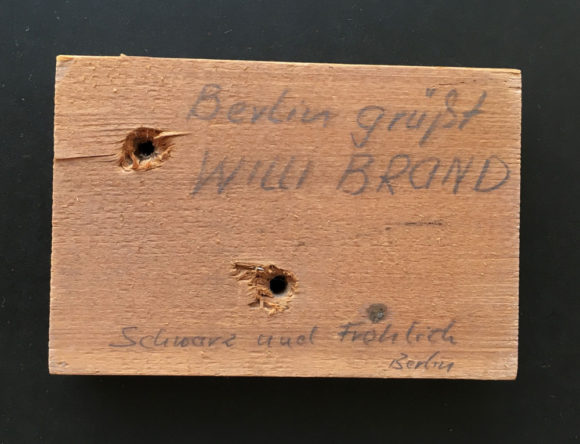 Berlin grüßt
WIllI BRAND
Schwarz und Fröhlich
Berlin